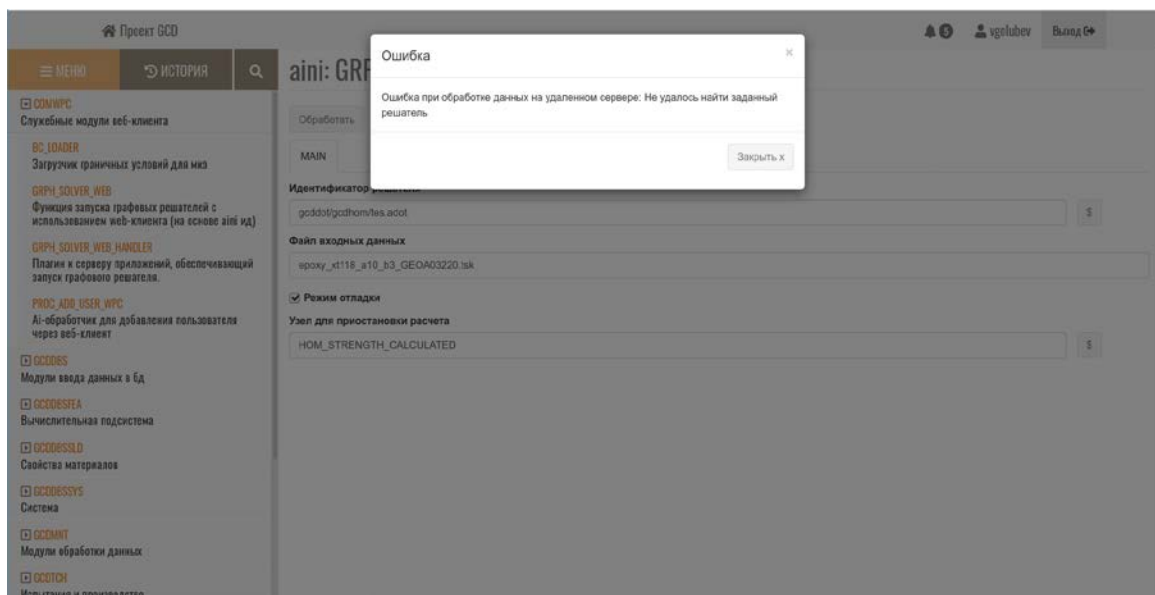 Проект GCD
5
vgolubev
Выход
МЕНЮ
ИСТОРИЯ
aini: GRP
Ошибка
×
Ошибка при обработке данных на удаленном сервере: Не удалось найти заданный
решатель
Закрыть x
Обработать
MAIN
Идентификатор решателя
gcddot/gcdhom/tes.adot
$
Файл входных данных
epoxy_xt118_a10_b3_GEOA03220.tsk
Режим отладки
Узел для приостановки расчета
HOM_STRENGTH_CALCULATED
$
COMWPC
Служебные модули веб-клиента
BC_LOADER
Загрузчик граничных условий для мкэ
GRPH_SOLVER_WEB
Функция запуска графовых решателей с
использованием web-клиента (на основе aini ид)
GRPH_SOLVER_WEB_HANDLER
Плагин к серверу приложений, обеспечивающий
запуск графового решателя.
PROC_ADD_USER_WPC
Ai-обработчик для добавления пользователя
через веб-клиент
GCDDBS
Модули ввода данных в бд
GCDDBSFEA
Вычислительная подсистема
GCDDBSSLD
Свойства материалов
GCDDBSSYS
Система
GCDMNT
Модули обработки данных
GCDTCH
Испытания и производство